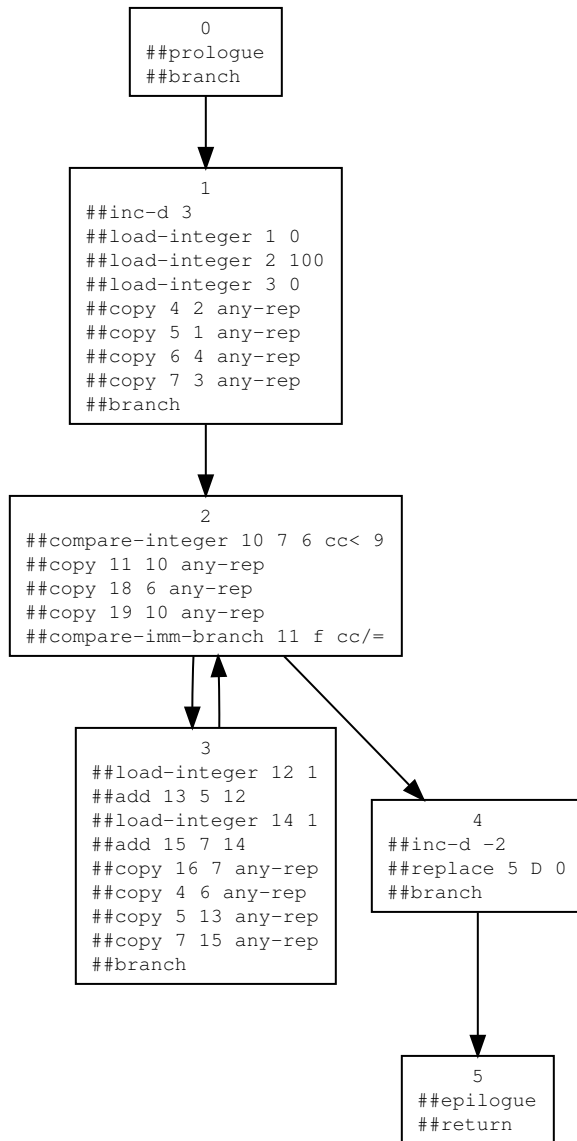 0
##prologue
##branch
1
##inc-d 3
##load-integer 1 0
##load-integer 2 100
##load-integer 3 0
##copy 4 2 any-rep
##copy 5 1 any-rep
##copy 6 4 any-rep
##copy 7 3 any-rep
##branch
2
##compare-integer 10 7 6 cc< 9
##copy 11 10 any-rep
##copy 18 6 any-rep
##copy 19 10 any-rep
##compare-imm-branch 11 f cc/=
3
##load-integer 12 1
##add 13 5 12
##load-integer 14 1
##add 15 7 14
##copy 16 7 any-rep
##copy 4 6 any-rep
##copy 5 13 any-rep
##copy 7 15 any-rep
##branch
4
##inc-d -2
##replace 5 D 0
##branch
5
##epilogue
##return